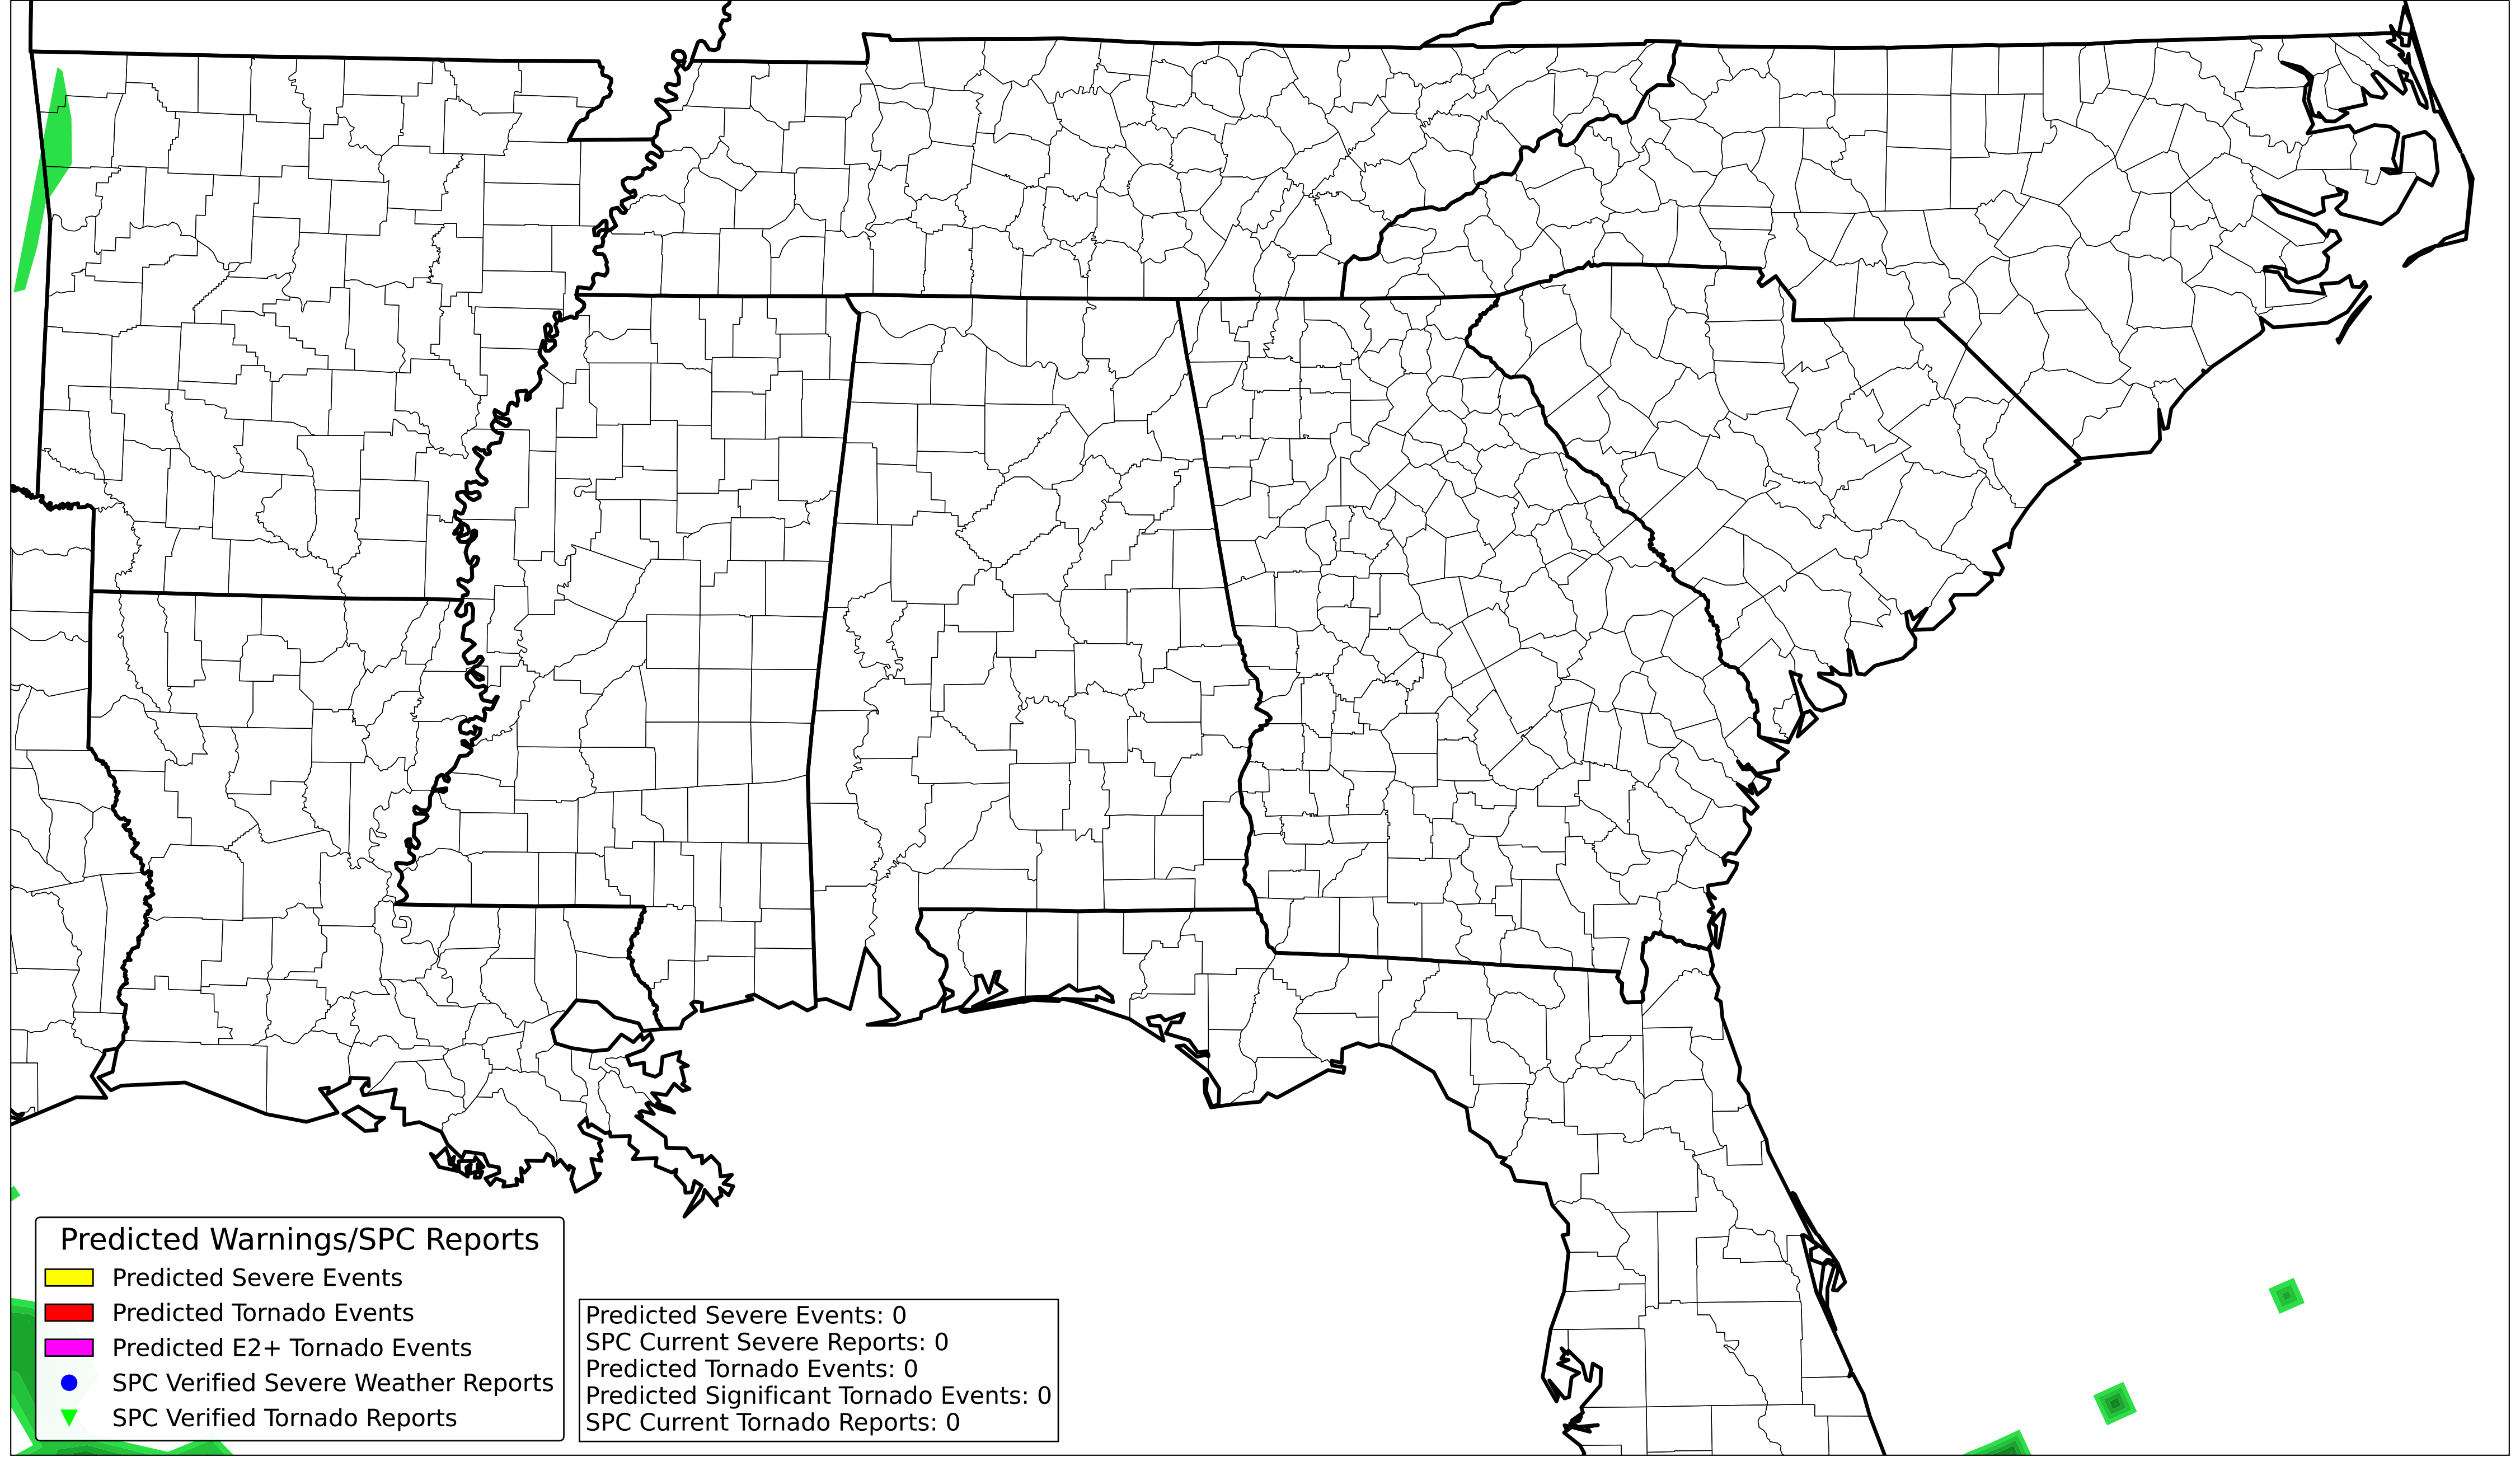 Predicted Warnings/SPC Reports
Predicted Severe Events
Predicted Tornado Events
Predicted E2+ Tornado Events
SPC Verified Severe Weather Reports
SPC Verified Tornado Reports
Predicted Severe Events: 0
SPC Current Severe Reports: 0
Predicted Tornado Events: 0
Predicted Significant Tornado Events: 0
SPC Current Tornado Reports: 0